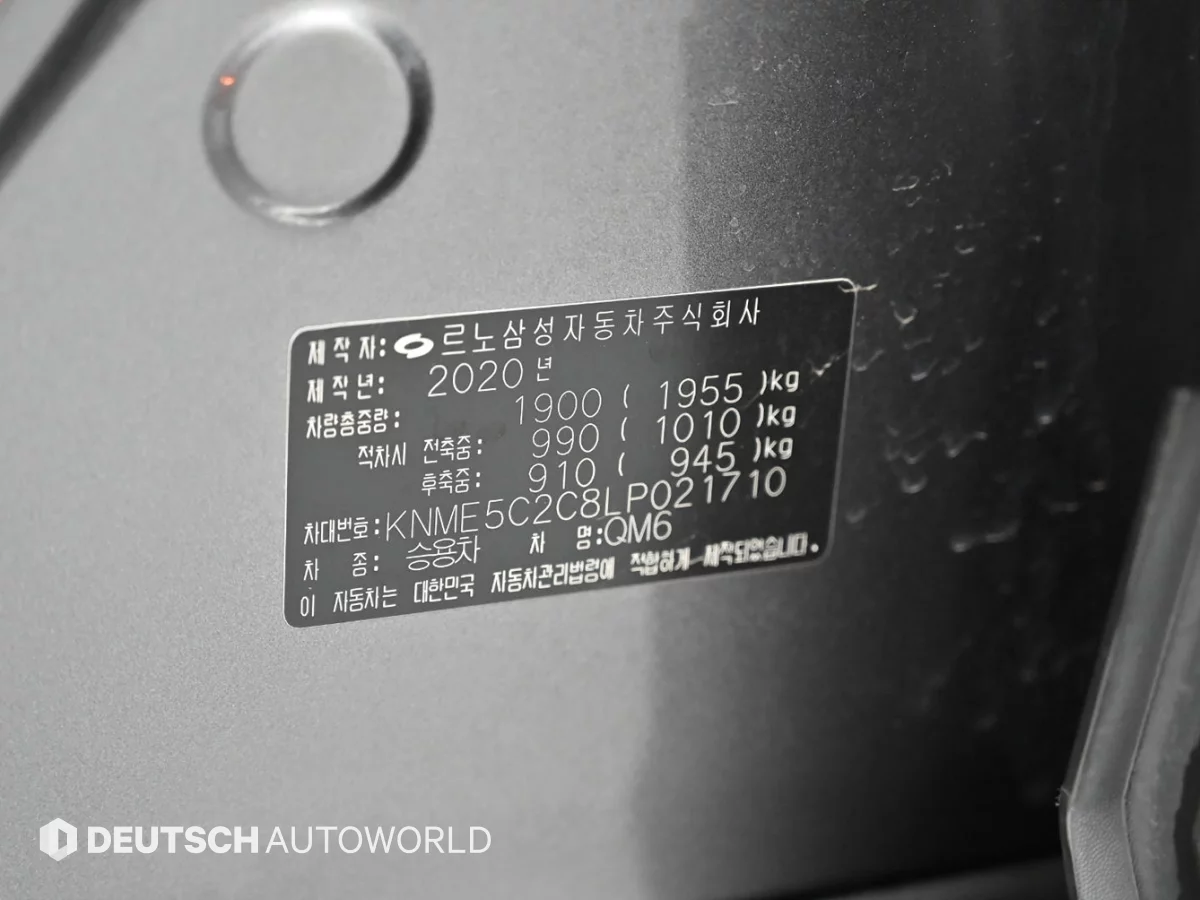 제작자: 르노삼성자동차주식회사
제작년: 2020년
차량총중량: 1900 ( 1955 )kg
적차시 전축중: 990 ( 1010 )kg
후축중: 910 ( 945 )kg
차대번호: KNME5C2C8LP021710
차 종: 승용차 차 명: QM6
이 자동차는 대한민국 자동차관리법령에 적합하게 제작되었습니다.
DEUTSCH AUTOWORLD